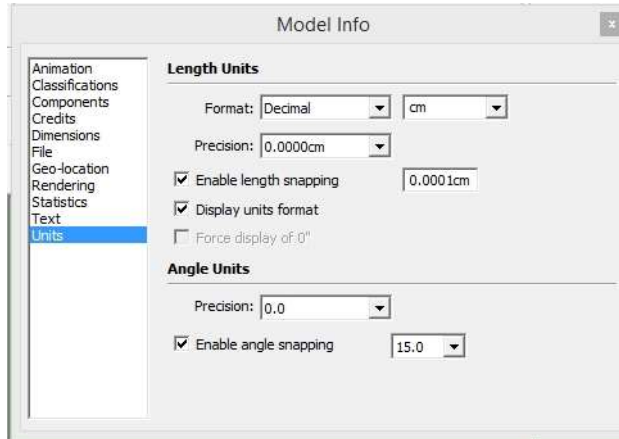 Model Info
x
Animation
Classifications
Components
Credits
Dimensions
File
Geo-location
Rendering
Statistics
Text
Units
Length Units
Format: Decimal cm
Precision: 0.0000cm
Enable length snapping 0.0001cm
Display units format
Force display of 0"
Angle Units
Precision: 0.0
Enable angle snapping 15.0